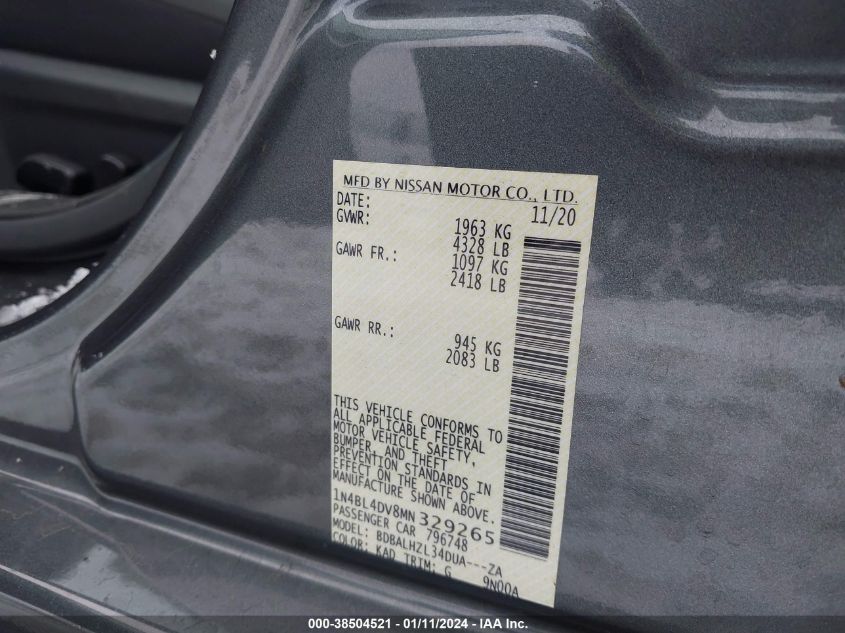 MFD BY NISSAN MOTOR CO., LTD.
DATE: 11/20
GVWR: 1963 KG
4328 LB
GAWR FR.: 1097 KG
2418 LB
GAWR RR.: 945 KG
2083 LB
THIS VEHICLE CONFORMS TO
ALL APPLICABLE FEDERAL
MOTOR VEHICLE SAFETY,
BUMPER, AND THEFT
PREVENTION STANDARDS IN
EFFECT ON THE DATE OF
MANUFACTURE SHOWN ABOVE.
1N4BL4DV8MN329265
PASSENGER CAR 796748
MODEL: BDBALHZL34DUA---ZA
COLOR: KAD TRIM: G 9N00A
000-38504521 - 01/11/2024 - IAA Inc.